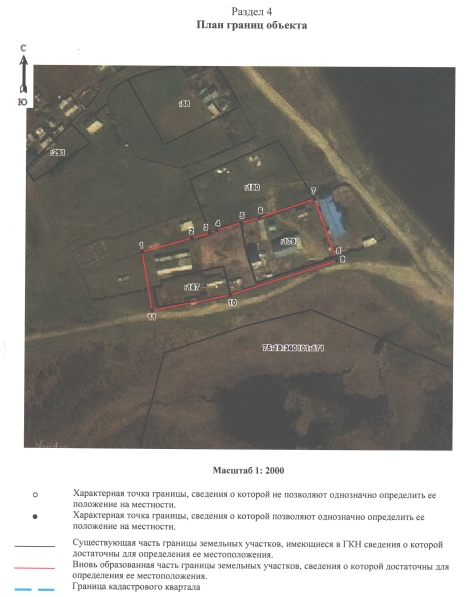 Раздел 4
План границ объекта
С
Ю
:88
:291
:180
7
5
6
4
3
2
1
:179
8
9
:167
10
11
75:19:360101:171
Масштаб 1: 2000
Характерная точка границы, сведения о которой не позволяют однозначно определить ее
положение на местности.
Характерная точка границы, сведения о которой позволяют однозначно определить ее
положение на местности.
Существующая часть границы земельных участков, имеющиеся в ГКН сведения о которой
достаточны для определения ее местоположения.
Вновь образованная часть границы земельных участков, сведения о которой достаточны для
определения ее местоположения.
Граница кадастрового квартала